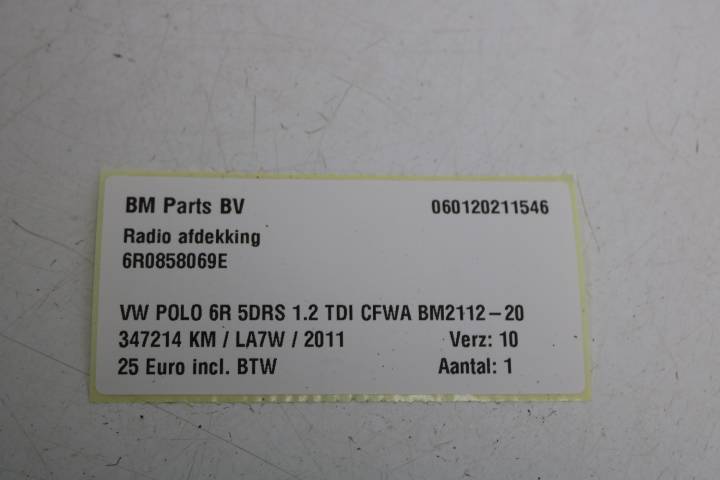 BM Parts BV 060120211546
Radio afdekking
6R0858069E
VW POLO 6R 5DRS 1.2 TDI CFWA BM2112-20
347214 KM / LA7W / 2011 Verz: 10
25 Euro incl. BTW Aantal: 1